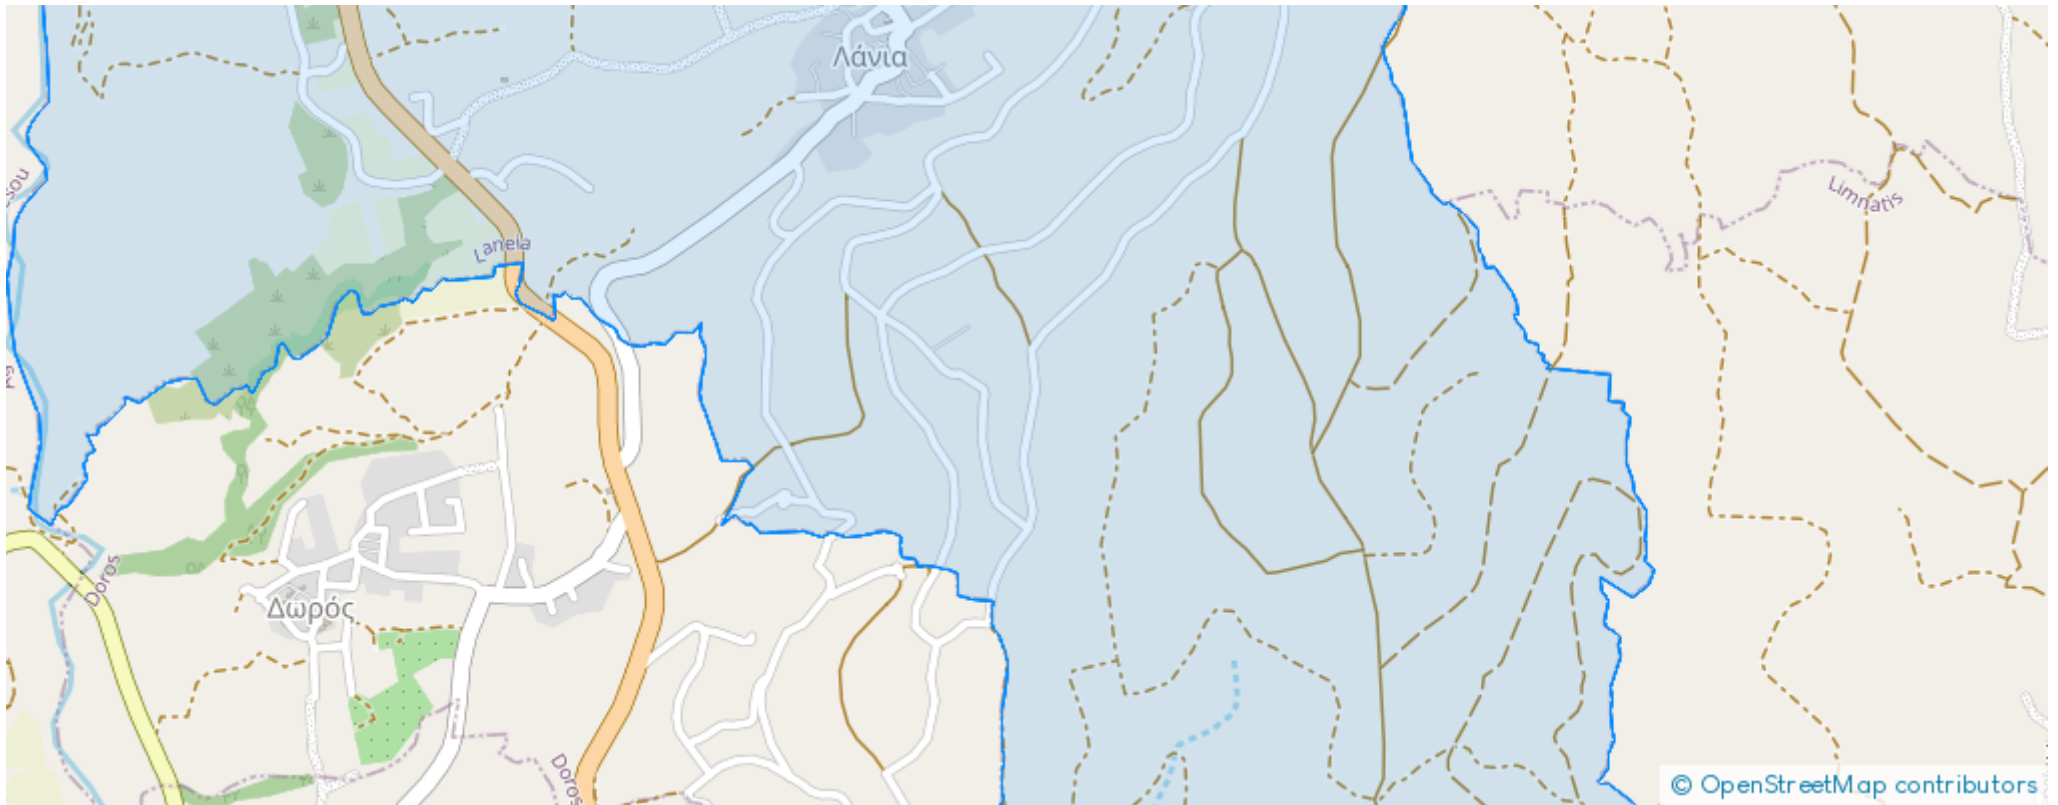 Λάνια
Limnatis
Lanela
Doros
Δωρός
Doros
© OpenStreetMap contributors